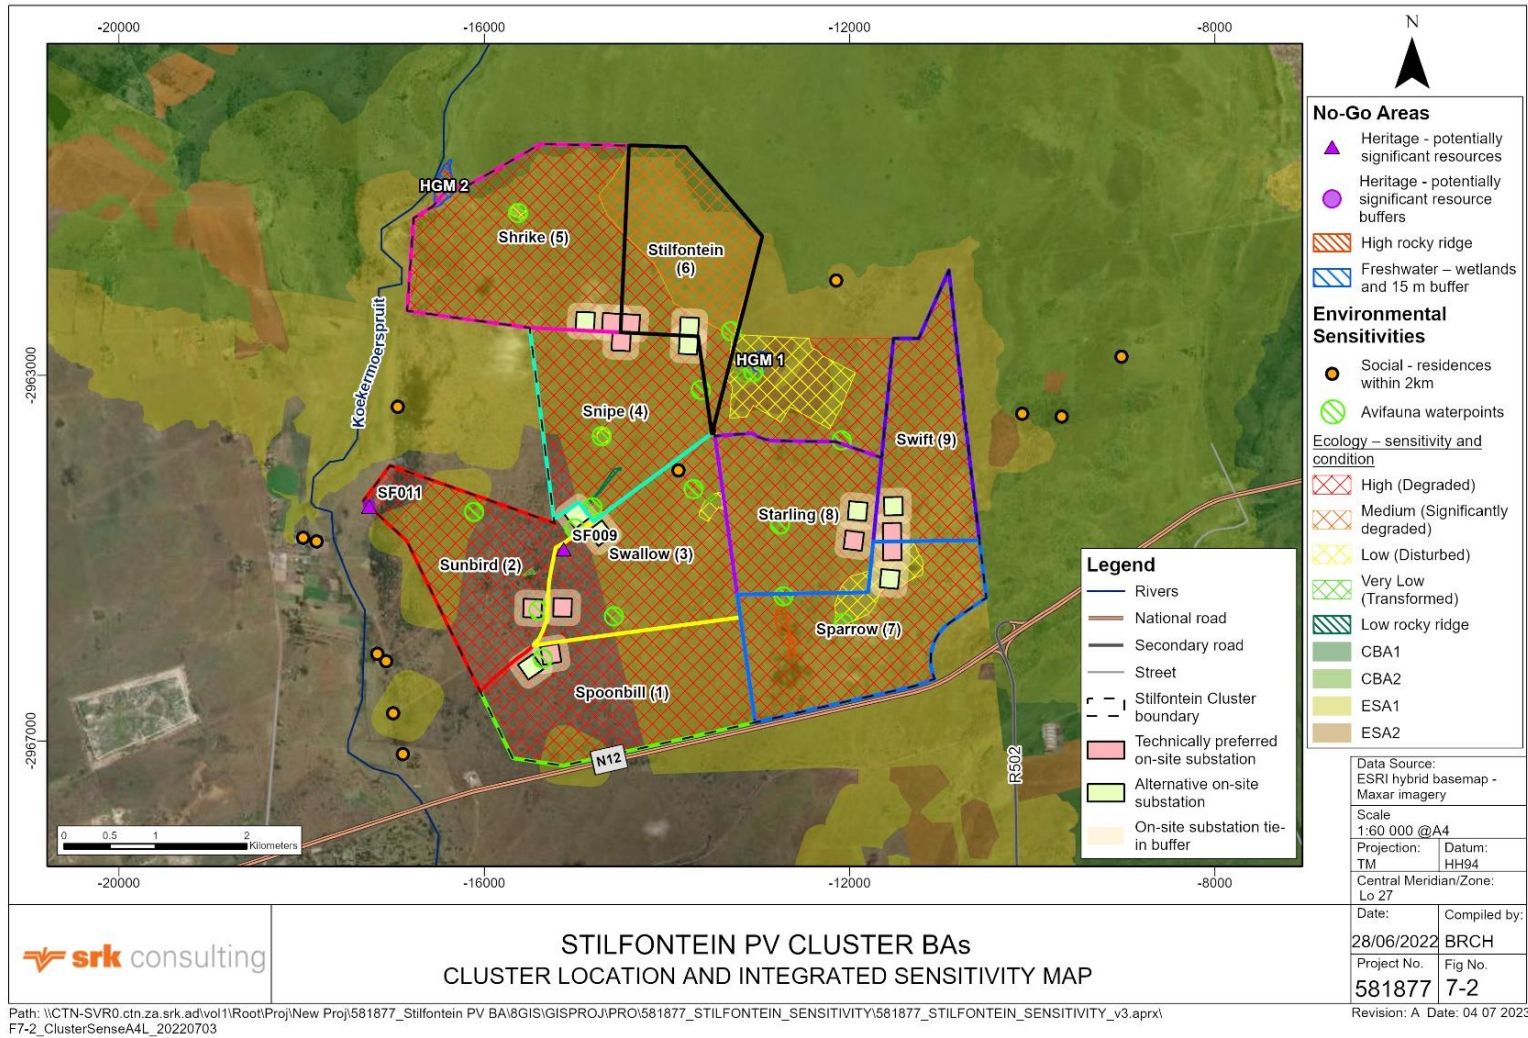 -20000
-16000
-12000
-8000
N
-2963000
-2967000
HGM 2
Shrike (5)
Stilfontein
(6)
Koekermoerspruit
HGM 1
Snipe (4)
Swift (9)
SF011
Starling (8)
SF009
Swallow (3)
Sunbird (2)
Sparrow (7)
Spoonbill (1)
N12
R502
0
0.5
1
2
Kilometers
-20000
-16000
-12000
-8000
Legend
Rivers
National road
Secondary road
Street
Stilfontein Cluster
boundary
Technically preferred
on-site substation
Alternative on-site
substation
On-site substation tie-
in buffer
No-Go Areas
Heritage - potentially
significant resources
Heritage - potentially
significant resource
buffers
High rocky ridge
Freshwater – wetlands
and 15 m buffer
Environmental
Sensitivities
Social - residences
within 2km
Avifauna waterpoints
Ecology – sensitivity and
condition
High (Degraded)
Medium (Significantly
degraded)
Low (Disturbed)
Very Low
(Transformed)
Low rocky ridge
CBA1
CBA2
ESA1
ESA2
Data Source:
ESRI hybrid basemap -
Maxar imagery
Scale
1:60 000 @A4
Projection:
TM
Datum:
HH94
Central Meridian/Zone:
Lo 27
Date:
28/06/2022
Compiled by:
BRCH
Project No.
581877
Fig No.
7-2
srk consulting
STILFONTEIN PV CLUSTER BAs
CLUSTER LOCATION AND INTEGRATED SENSITIVITY MAP
Path: \\CTN-SVR0.ctn.za.srk.ad\vol1\Root\Proj\New Proj\581877_Stilfontein PV BA\8GIS\GISPROJ\PRO\581877_STILFONTEIN_SENSITIVITY\581877_STILFONTEIN_SENSITIVITY_v3.aprx\
F7-2_ClusterSenseA4L_20220703
Revision: A Date: 04 07 2023